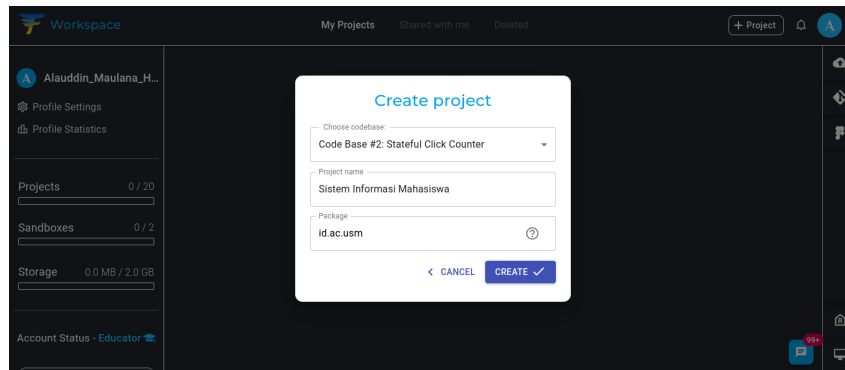 Workspace
My Projects
Shared with me
Deleted
+ Project
A
A
Alauddin_Maulana_H...
Profile Settings
Profile Statistics
Projects 0 / 20
Sandboxes 0 / 2
Storage 0.0 MB / 2.0 GB
Account Status - Educator
Create project
Choose codebase:
Code Base #2: Stateful Click Counter
Project name
Sistem Informasi Mahasiswa
Package
id.ac.usm
CANCEL
CREATE
99+